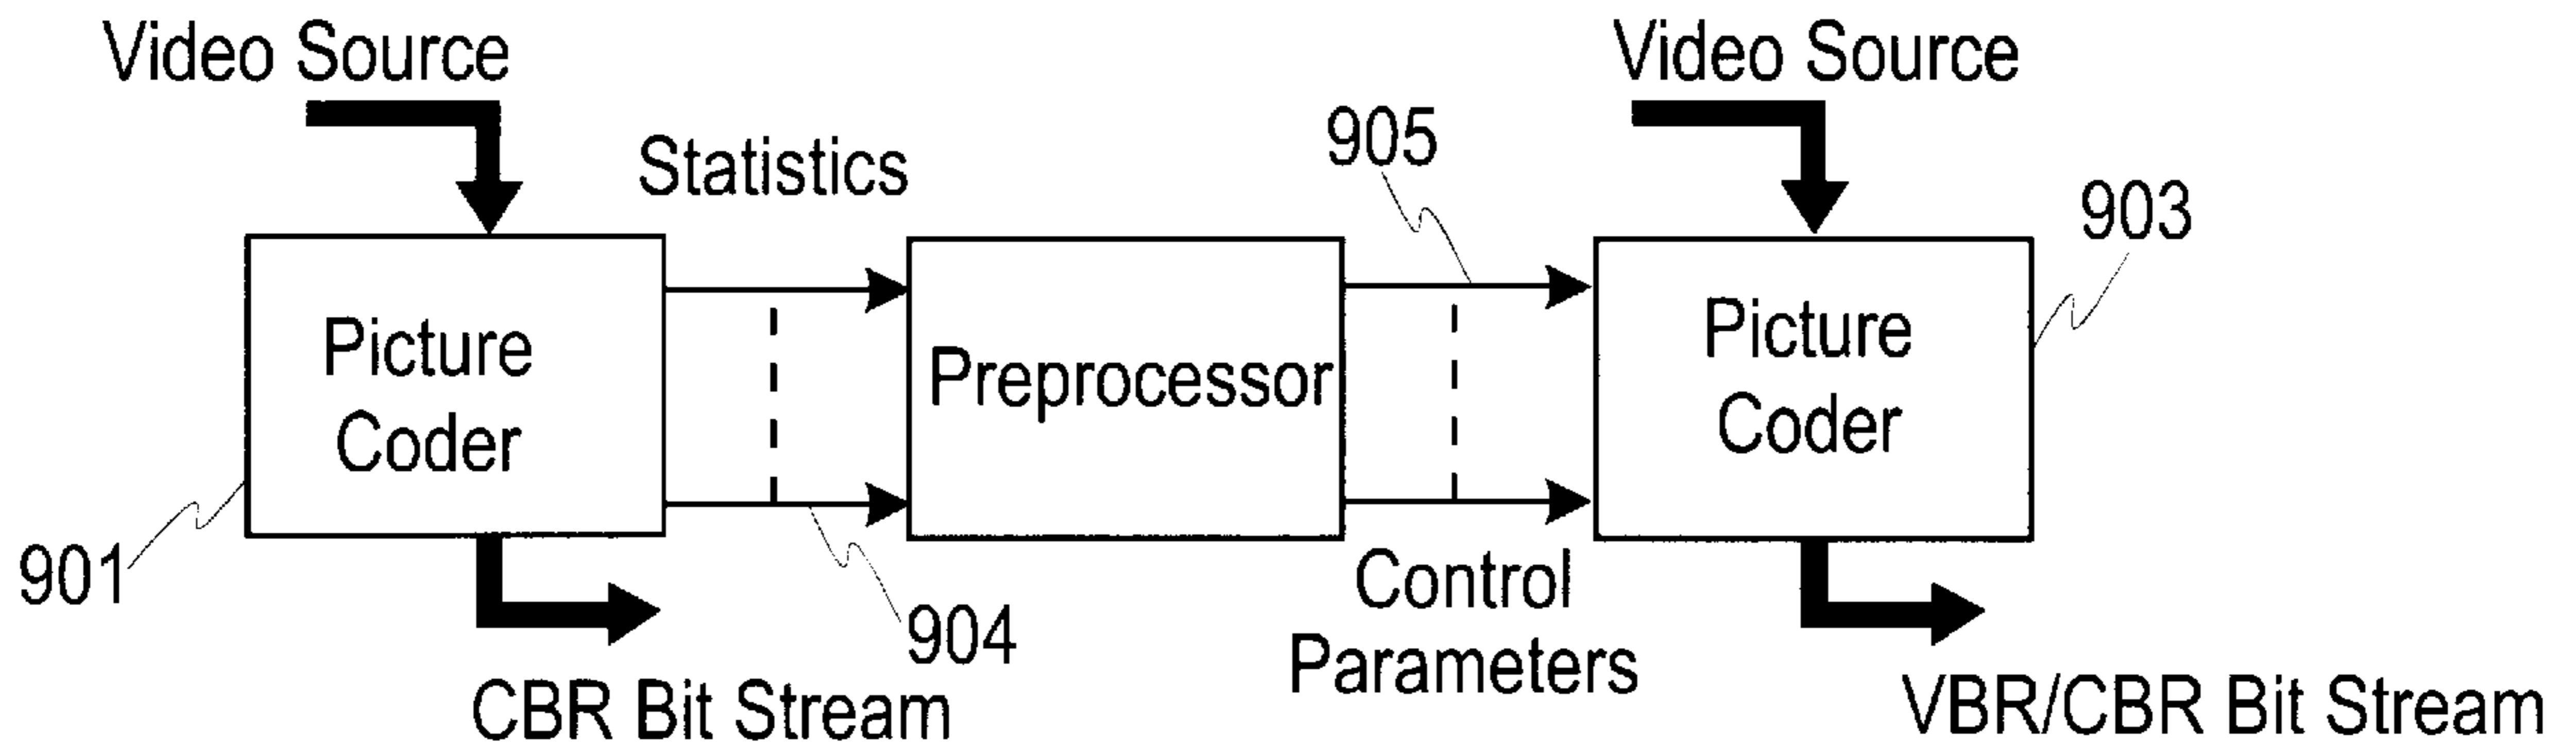 Video Source
Video Source
Statistics
905
903
Picture
Coder
Preprocessor
Picture
Coder
901
904
Control
Parameters
CBR Bit Stream
VBR/CBR Bit Stream